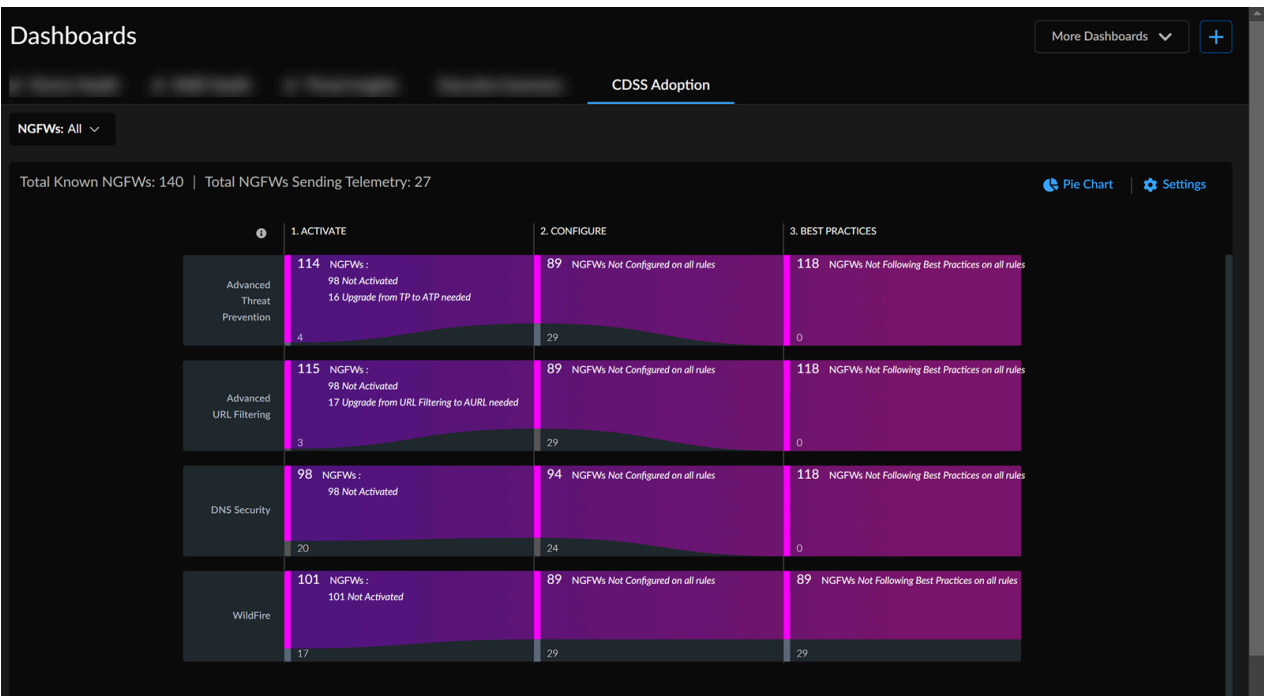 Dashboards
More Dashboards
CDSS Adoption
NGFWs: All
Total Known NGFWs: 140 | Total NGFWs Sending Telemetry: 27
Pie Chart
Settings
1. ACTIVATE
2. CONFIGURE
3. BEST PRACTICES
Advanced
Threat
Prevention
114 NGFWs :
98 Not Activated
16 Upgrade from TP to ATP needed
4
89 NGFWs Not Configured on all rules
29
118 NGFWs Not Following Best Practices on all rules
0
Advanced
URL Filtering
115 NGFWs :
98 Not Activated
17 Upgrade from URL Filtering to AURL needed
3
89 NGFWs Not Configured on all rules
29
118 NGFWs Not Following Best Practices on all rules
0
DNS Security
98 NGFWs :
98 Not Activated
20
94 NGFWs Not Configured on all rules
24
118 NGFWs Not Following Best Practices on all rules
0
WildFire
101 NGFWs :
101 Not Activated
17
89 NGFWs Not Configured on all rules
29
89 NGFWs Not Following Best Practices on all rules
29